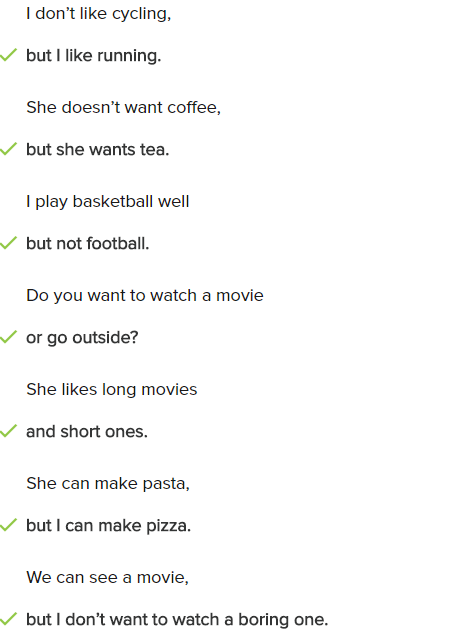 I don’t like cycling,
but I like running.
She doesn’t want coffee,
but she wants tea.
I play basketball well
but not football.
Do you want to watch a movie
or go outside?
She likes long movies
and short ones.
She can make pasta,
but I can make pizza.
We can see a movie,
but I don’t want to watch a boring one.